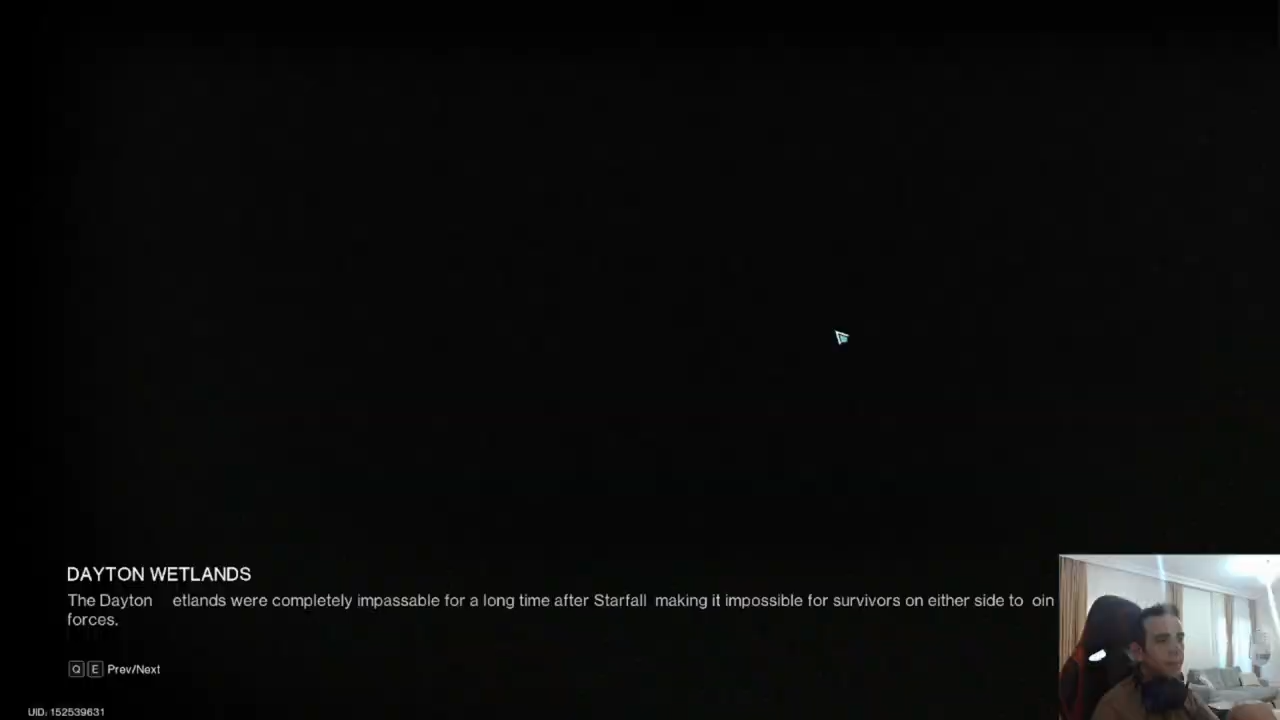 DAYTON WETLANDS
The Dayton etlands were completely impassable for a long time after Starfall making it impossible for survivors on either side to oin
forces.
Q E Prev/Next
UID: 152539631